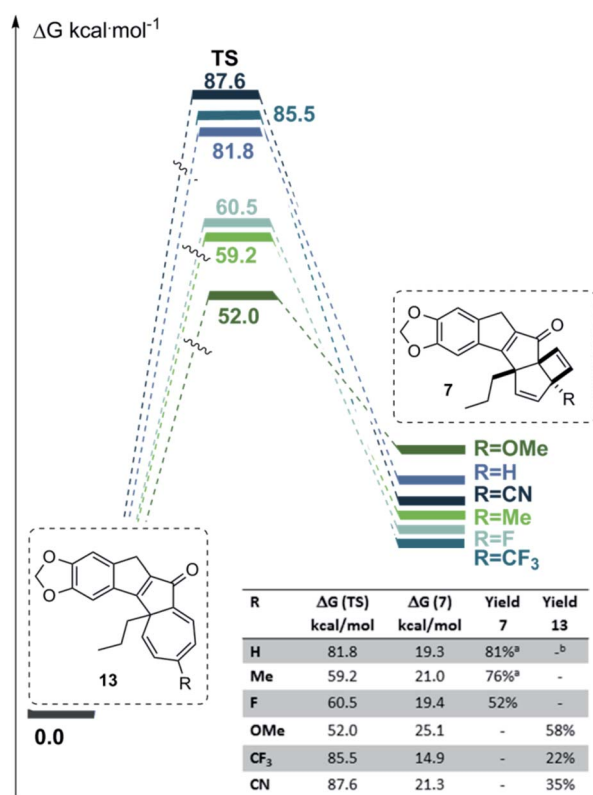 ΔG kcal·mol⁻¹
TS
87.6
85.5
81.8
60.5
59.2
52.0
O
O
O
7
R
R=OMe
R=H
R=CN
R=Me
R=F
R=CF₃
O
O
O
13
R
0.0
R ΔG (TS) kcal/mol ΔG (7) kcal/mol Yield 7 Yield 13
H 81.8 19.3 81%ᵃ -ᵇ
Me 59.2 21.0 76%ᵃ -
F 60.5 19.4 52% -
OMe 52.0 25.1 - 58%
CF₃ 85.5 14.9 - 22%
CN 87.6 21.3 - 35%